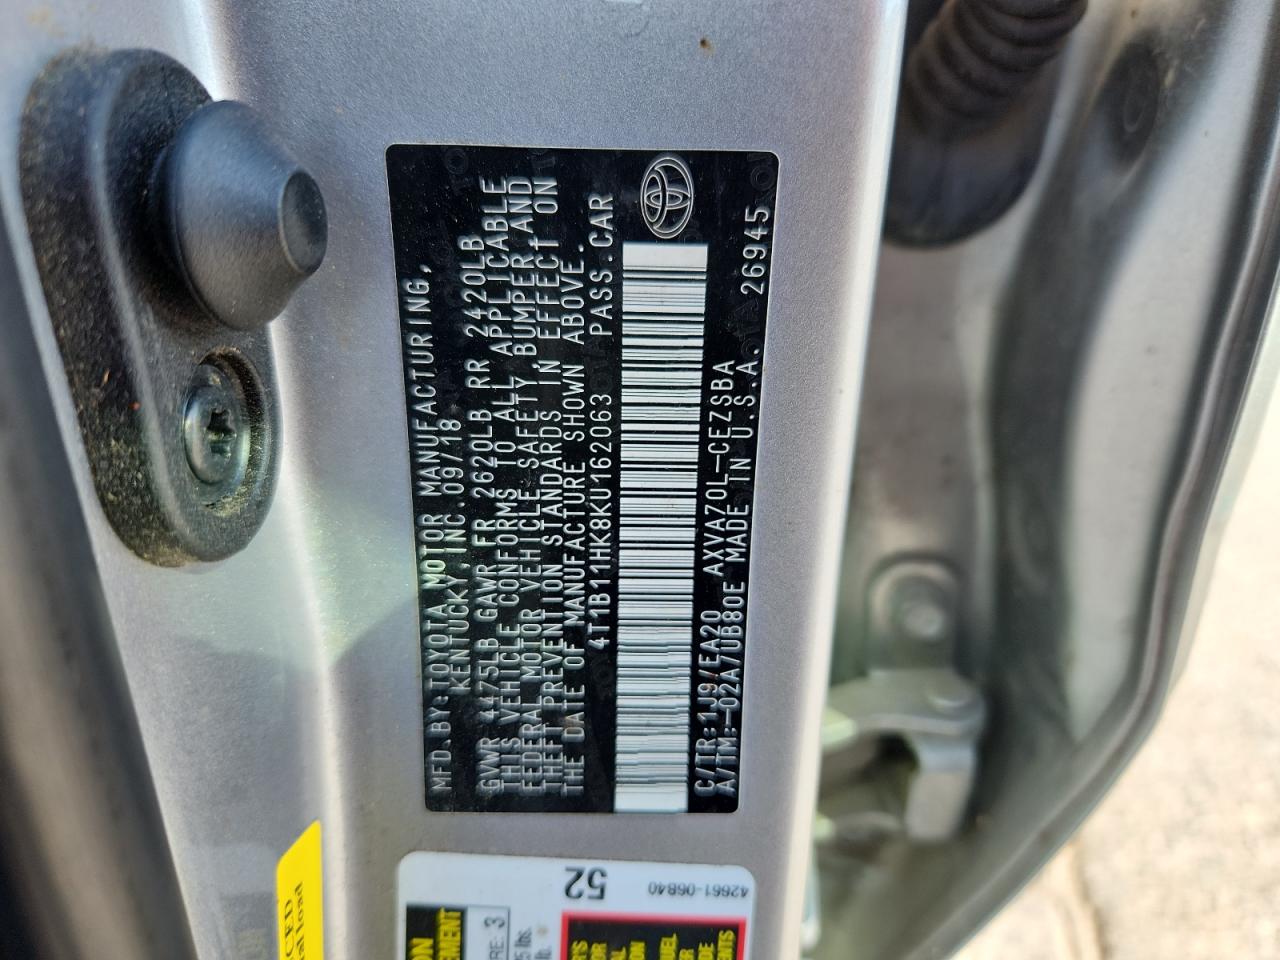 MFD. BY: TOYOTA MOTOR MANUFACTURING,
KENTUCKY, INC. 09/18
GVWR 4475LB GAWR FR 2620LB RR 2420LB
THIS VEHICLE CONFORMS TO ALL APPLICABLE
FEDERAL MOTOR VEHICLE SAFETY, BUMPER, AND
THEFT PREVENTION STANDARDS IN EFFECT ON
THE DATE OF MANUFACTURE SHOWN ABOVE.
4T1B11HK8KU162063 PASS.CAR
C/TR: 1J9/EA20 AXVA70L-CEZSBA
A/TM: -02A/UB80E MADE IN U.S.A. 26945
52
42661-06B40